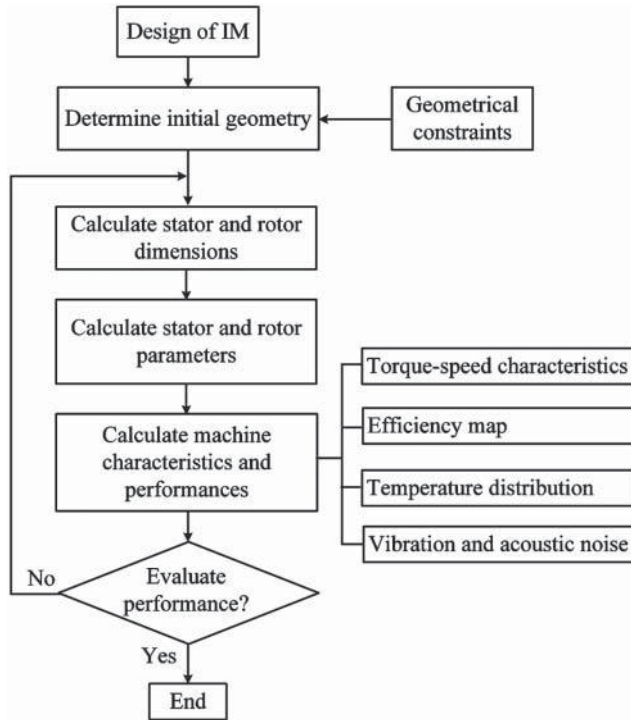 Design of IM
Determine initial geometry
Geometrical
constraints
Calculate stator and rotor
dimensions
Calculate stator and rotor
parameters
Calculate machine
characteristics and
performances
Torque-speed characteristics
Efficiency map
Temperature distribution
Vibration and acoustic noise
No
Evaluate
performance?
Yes
End